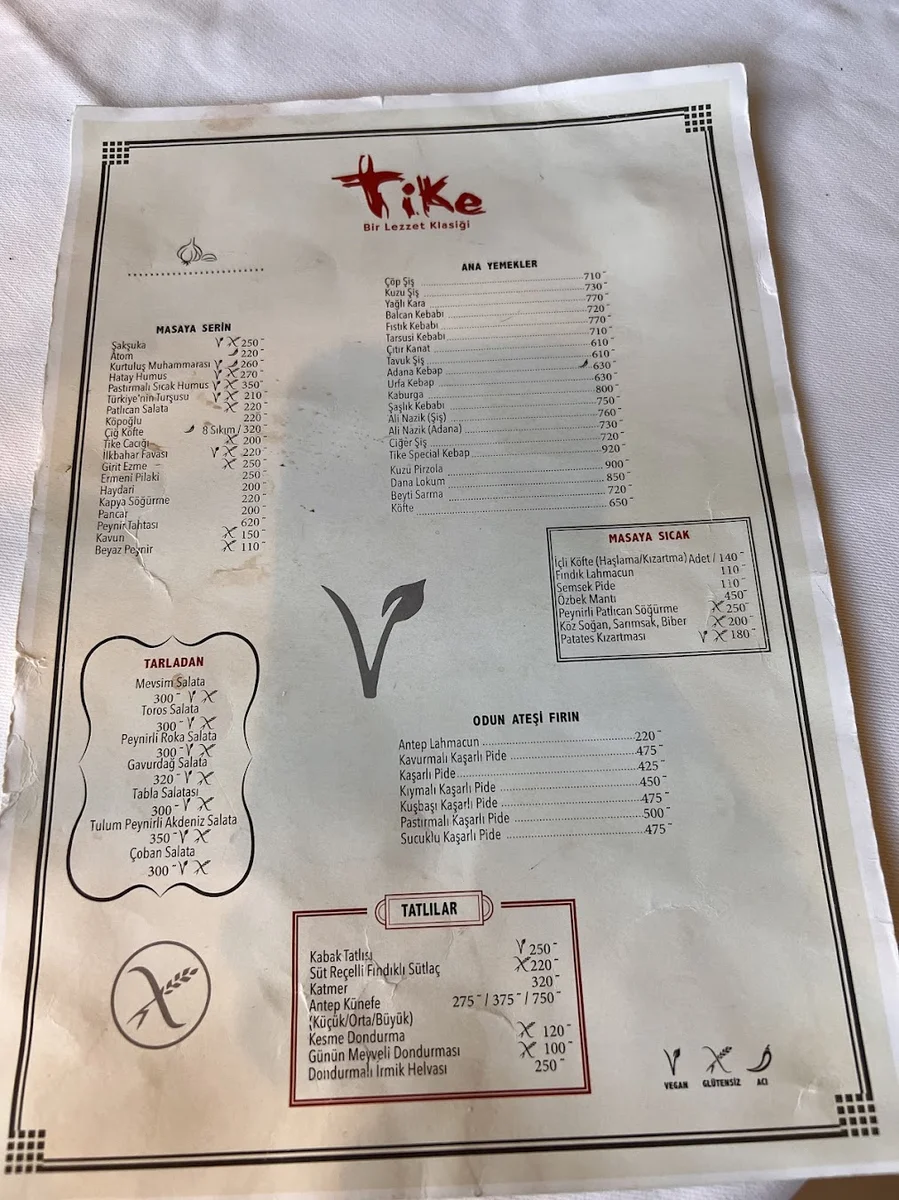 Tike
Bir Lezzet Klasiği
MASAYA SERİN
Şakşuka 250
Atom 220
Kurtuluş Muhammarası 260
Hatay Humus 270
Pastırmalı Sıcak Humus 350
Türkiye'nin Turşusu 210
Patlıcan Salata 220
Köpoğlu 220
Çiğ Köfte 8 Sıkım / 320
Tike Cacığı 200
İlkbahar Favası 220
Girit Ezme 250
Ermeni Pilaki 250
Haydari 200
Kapya Söğürme 220
Pancar 200
Peynir Tahtası 620
Kavun 150
Beyaz Peynir 110
ANA YEMEKLER
Çöp Şiş 710
Kuzu Şiş 730
Yağlı Kara 770
Balcan Kebabı 720
Fıstık Kebabı 770
Tarsusi Kebabı 710
Çıtır Kanat 610
Tavuk Şiş 610
Adana Kebap 630
Urfa Kebap 630
Kaburga 800
Şaşlık Kebabı 750
Ali Nazik (Şiş) 760
Ali Nazik (Adana) 730
Ciğer Şiş 720
Tike Special Kebap 920
Kuzu Pirzola 900
Dana Lokum 850
Beyti Sarma 720
Köfte 650
MASAYA SICAK
İçli Köfte (Haşlama/Kızartma) Adet / 140
Fındık Lahmacun 110
Semsek Pide 110
Özbek Mantı 450
Peynirli Patlıcan Söğürme 250
Köz Soğan, Sarımsak, Biber 200
Patates Kızartması 180
TARLADAN
Mevsim Salata
300
Toros Salata
300
Peynirli Roka Salata
300
Gavurdağ Salata
320
Tabla Salatası
300
Tulum Peynirli Akdeniz Salata
350
Çoban Salata
300
ODUN ATEŞİ FIRIN
Antep Lahmacun 220
Kavurmalı Kaşarlı Pide 475
Kaşarlı Pide 425
Kıymalı Kaşarlı Pide 450
Kuşbaşı Kaşarlı Pide 475
Pastırmalı Kaşarlı Pide 500
Sucuklu Kaşarlı Pide 475
TATLILAR
Kabak Tatlısı 250
Süt Reçelli Fındıklı Sütlaç 220
Katmer 320
Antep Künefe 275 / 375 / 750
(Küçük/Orta/Büyük)
Kesme Dondurma 120
Günün Meyveli Dondurması 100
Dondurmalı İrmik Helvası 250
VEGAN GLÜTENSİZ ACI